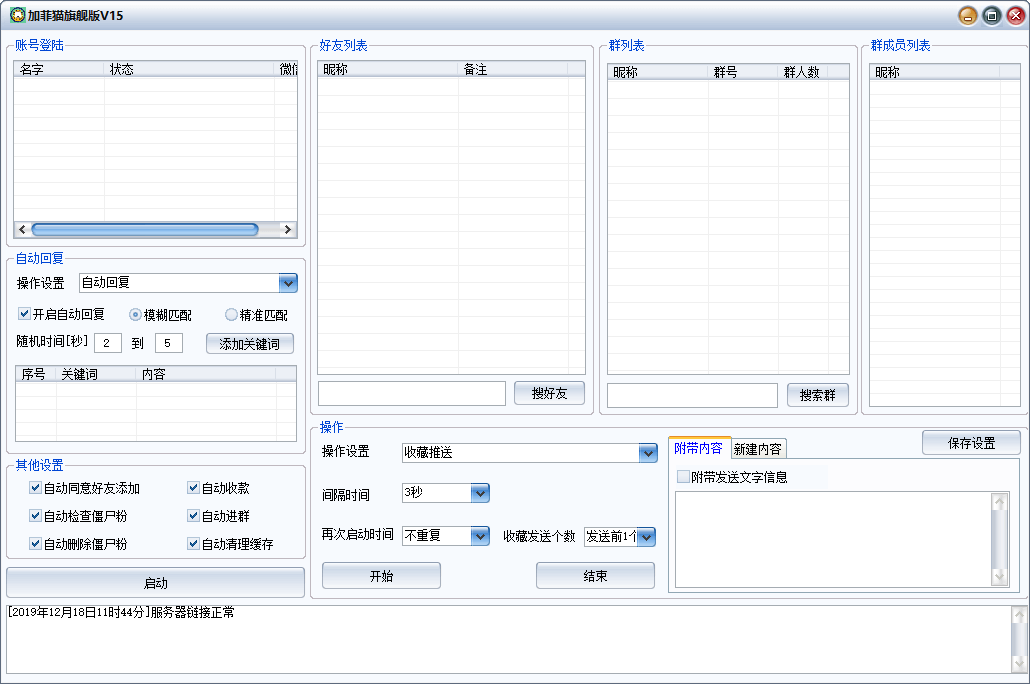 加菲猫旗舰版V15
账号登陆
名字 状态 微信
自动回复
操作设置 自动回复
开启自动回复 模糊匹配 精准匹配
随机时间[秒] 2 到 5 添加关键词
序号 关键词 内容
其他设置
自动同意好友添加 自动收款
自动检查僵尸粉 自动进群
自动删除僵尸粉 自动清理缓存
启动
好友列表
昵称 备注
搜好友
群列表
昵称 群号 群人数
搜索群
群成员列表
昵称
操作
操作设置 收藏推送
间隔时间 3秒
再次启动时间 不重复 收藏发送个数 发送前1个
开始 结束
附带内容 新建内容 保存设置
附带发送文字信息
[2019年12月18日11时44分]服务器链接正常